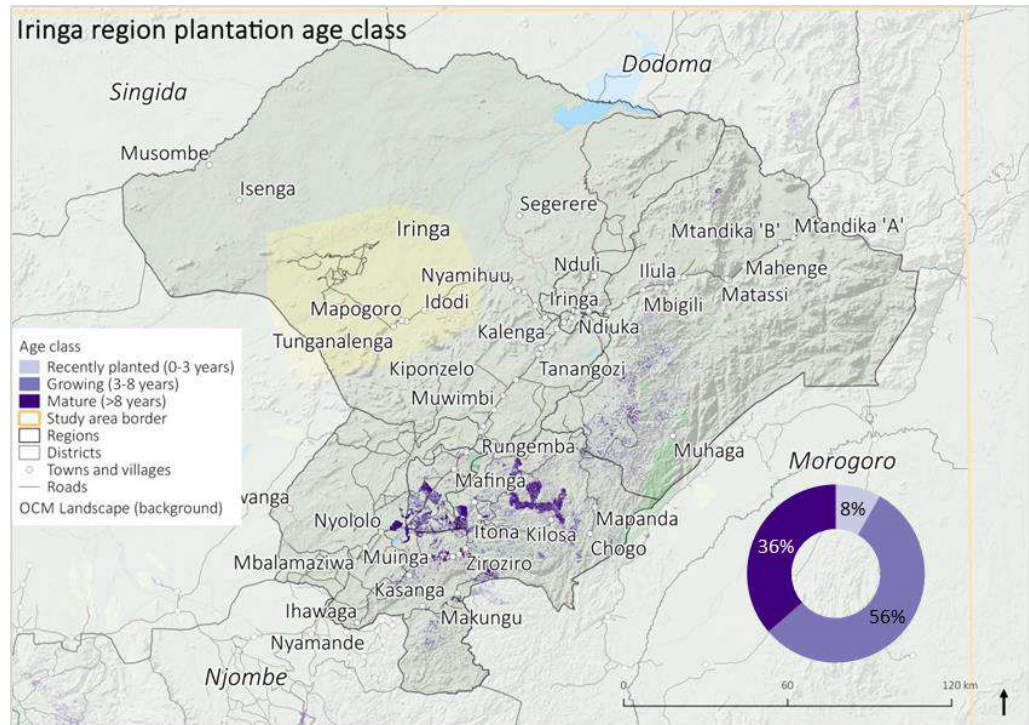 Iringa region plantation age class
Dodoma
Singida
Musombe
Isenga
Segerere
Iringa
Mtandika 'B'
Mtandika 'A'
Nduli
Ilula
Mahenge
Nyamihuu
Idodi
Iringa
Mbigili
Matassi
Mapogoro
Kalenga
Ndiuka
Tunganalenga
Kiponzelo
Tanangozi
Muwimbi
Age class
Recently planted (0-3 years)
Growing (3-8 years)
Mature (>8 years)
Study area border
Regions
Districts
Towns and villages
Roads
OCM Landscape (background)
Rungemba
Muhaga
Morogoro
Mafinga
wanga
Nyololo
Itona
Kilosa
Mapanda
Chogo
Mbalamaziwa
Muinga
Ziroziro
Kasanga
Ihawaga
Makungu
Nyamande
Njombe
8%
36%
56%
0
60
120 km